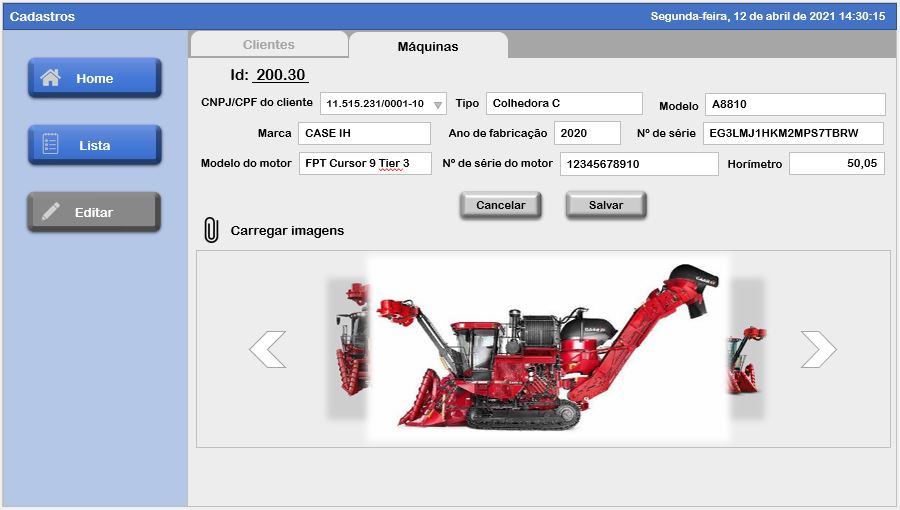 Cadastros Segunda-feira, 12 de abril de 2021 14:30:15
Clientes Máquinas
Home
Lista
Editar
Id: 200.30
CNPJ/CPF do cliente 11.515.231/0001-10 Tipo Colhedora C Modelo A8810
Marca CASE IH Ano de fabricação 2020 Nº de série EG3LMJ1HKM2MPS7TBRW
Modelo do motor FPT Cursor 9 Tier 3 Nº de série do motor 12345678910 Horímetro 50,05
Cancelar Salvar
Carregar imagens